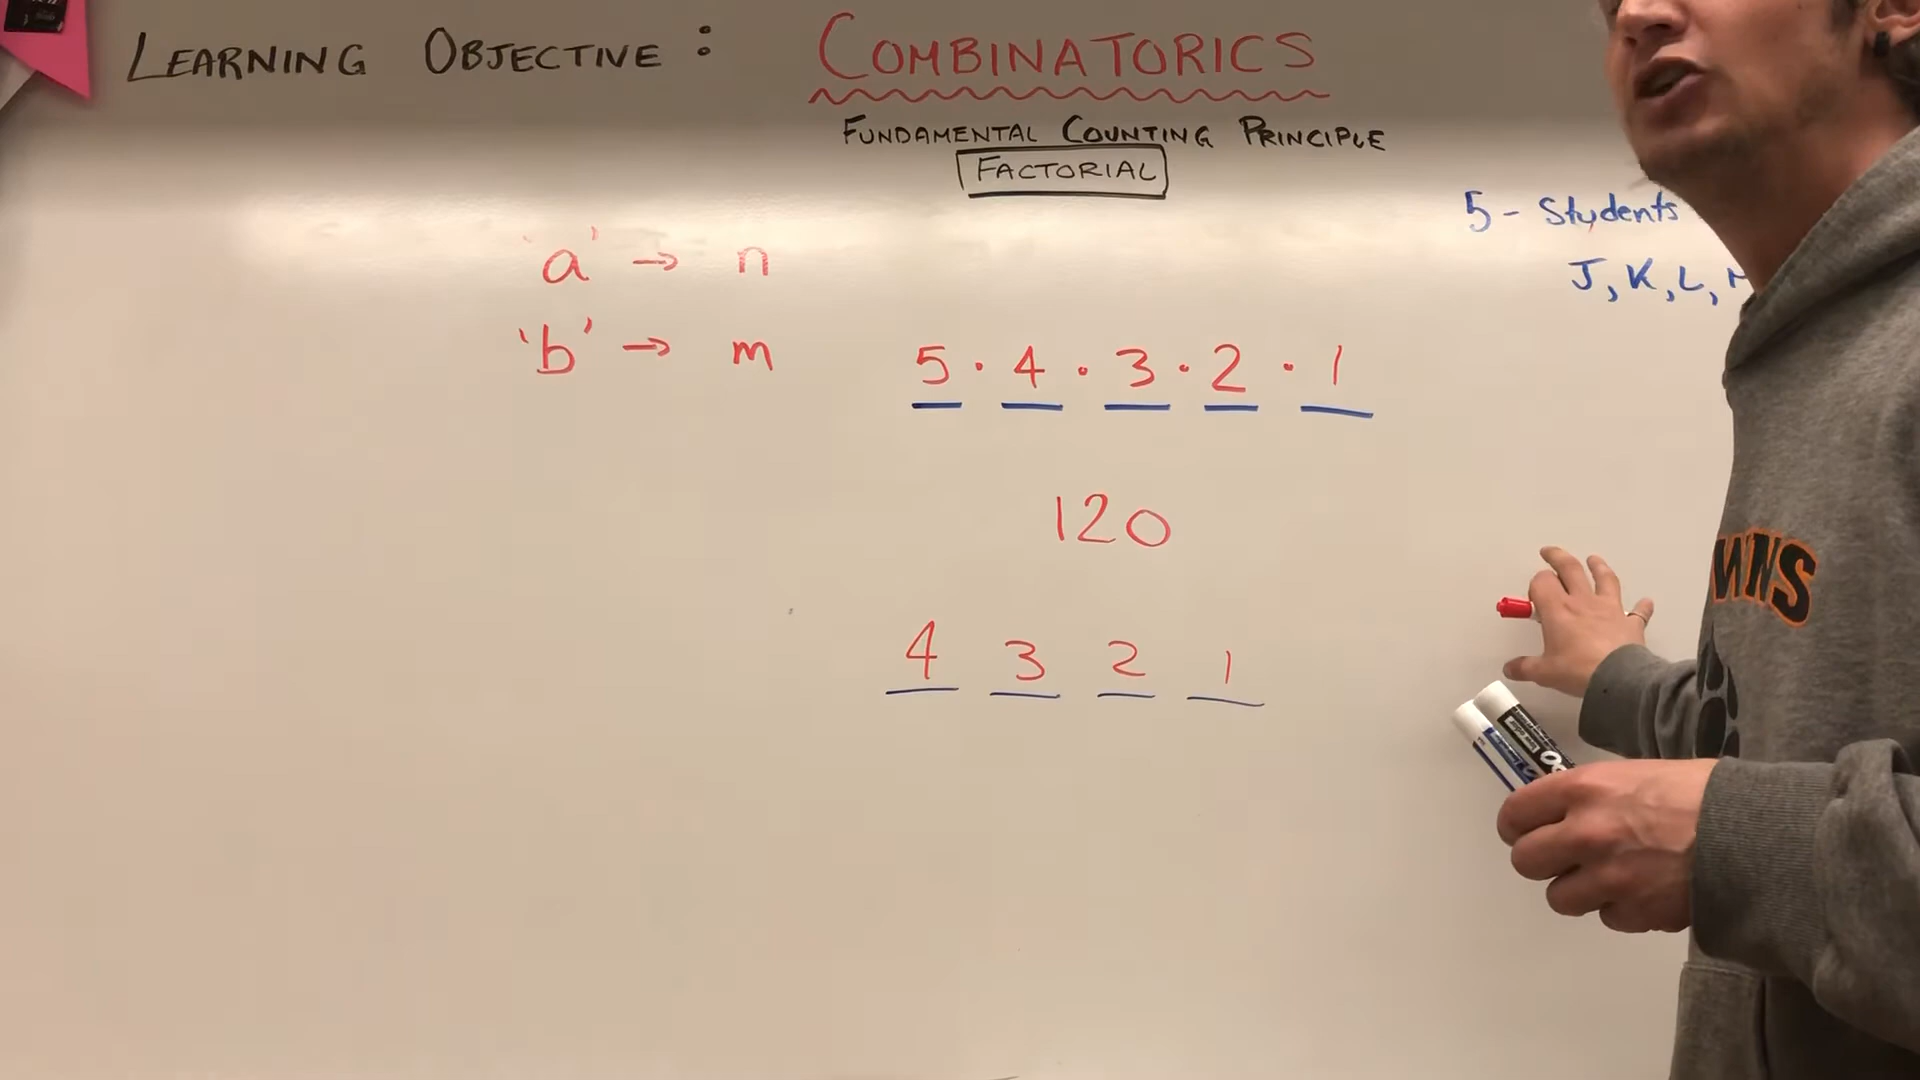 LEARNING OBJECTIVE : COMBINATORICS
FUNDAMENTAL COUNTING PRINCIPLE
FACTORIAL
5 - Students
'a' → n
J, K, L,
'b' → m
5 · 4 · 3 · 2 · 1
120
4 3 2 1